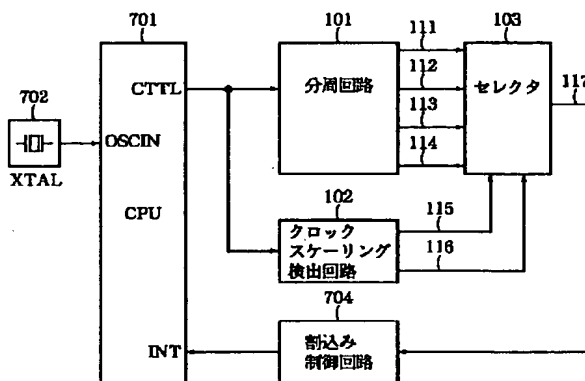 701
101
111
103
CTTL
分周回路
112
セレクタ
117
702
113
OSCIN
114
XTAL
CPU
102
115
クロック
スケーリング
検出回路
116
704
INT
割込み
制御回路